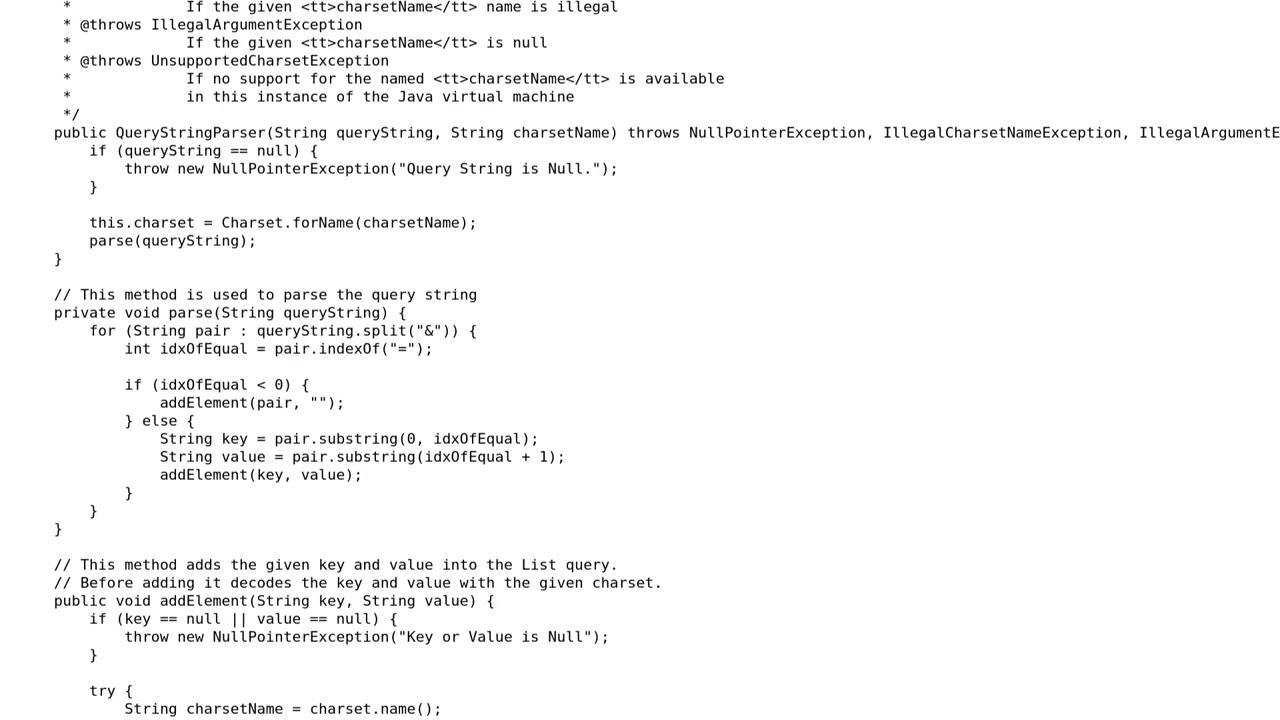 *             If the given <tt>charsetName</tt> name is illegal
 * @throws IllegalArgumentException
 *             If the given <tt>charsetName</tt> is null
 * @throws UnsupportedCharsetException
 *             If no support for the named <tt>charsetName</tt> is available
 *             in this instance of the Java virtual machine
 */
public QueryStringParser(String queryString, String charsetName) throws NullPointerException, IllegalCharsetNameException, IllegalArgumentE
    if (queryString == null) {
        throw new NullPointerException("Query String is Null.");
    }

    this.charset = Charset.forName(charsetName);
    parse(queryString);
}

// This method is used to parse the query string
private void parse(String queryString) {
    for (String pair : queryString.split("&")) {
        int idxOfEqual = pair.indexOf("=");

        if (idxOfEqual < 0) {
            addElement(pair, "");
        } else {
            String key = pair.substring(0, idxOfEqual);
            String value = pair.substring(idxOfEqual + 1);
            addElement(key, value);
        }
    }
}

// This method adds the given key and value into the List query.
// Before adding it decodes the key and value with the given charset.
public void addElement(String key, String value) {
    if (key == null || value == null) {
        throw new NullPointerException("Key or Value is Null");
    }

    try {
        String charsetName = charset.name();